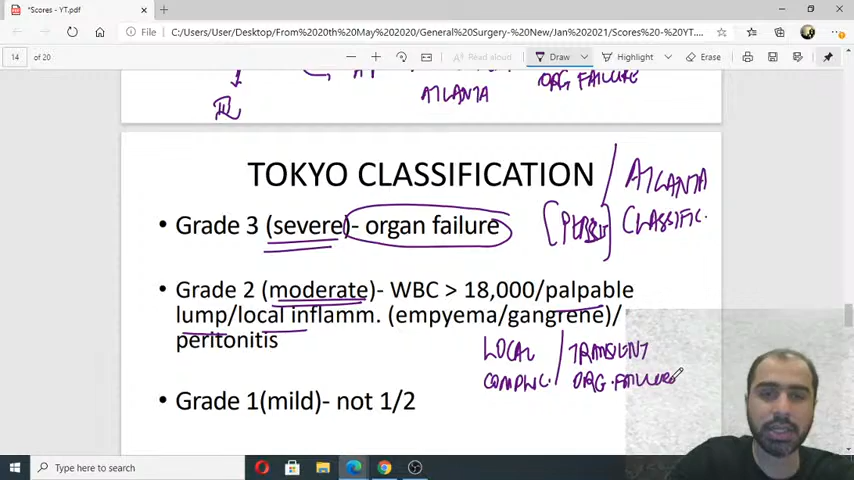 *Scores - YT.pdf
File | C:/Users/User/Desktop/From%2020th%20May%202020/General%20Surgery-%20New/Jan%202021/Scores%20-%20YT....
14 of 20
Read aloud
Draw
Highlight
Erase
ATLANTA
ORG FAILURE
TOKYO CLASSIFICATION
/ ATLANTA
CLASSIFIC.
• Grade 3 (severe)- organ failure
• Grade 2 (moderate)- WBC > 18,000/palpable
lump/local inflamm. (empyema/gangrene)/
peritonitis
LOCAL / TRANSIENT
COMPLIC. / ORG. FAILURE
• Grade 1(mild)- not 1/2
Type here to search